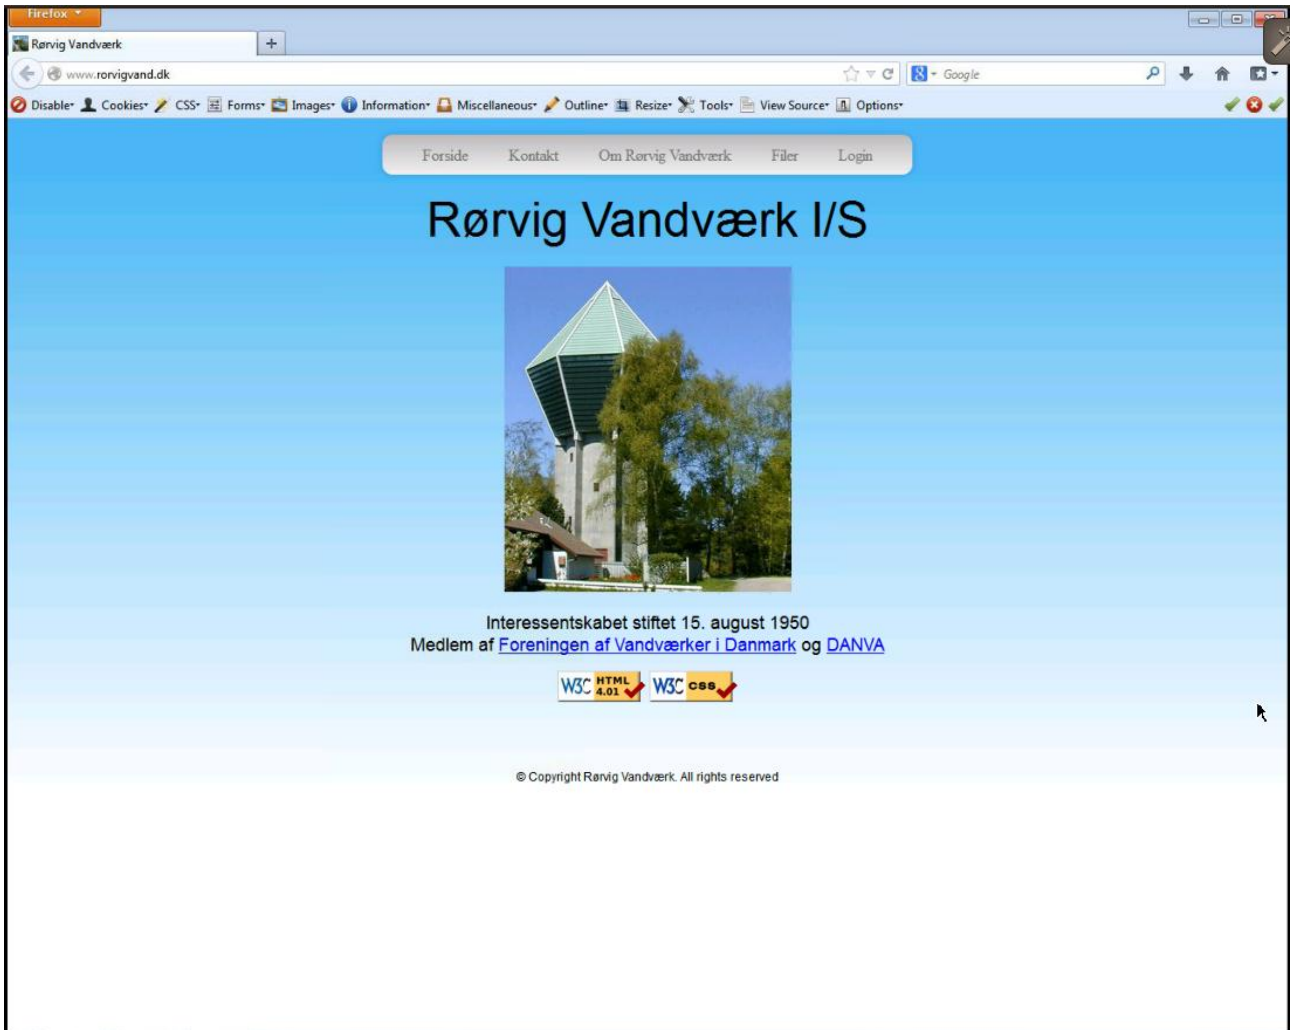 Firefox
Rørvig Vandværk
www.rorvigvand.dk
Google
Disable Cookies CSS Forms Images Information Miscellaneous Outline Resize Tools View Source Options
Forside Kontakt Om Rørvig Vandværk Filer Login
Rørvig Vandværk I/S
Interessentskabet stiftet 15. august 1950
Medlem af Foreningen af Vandværker i Danmark og DANVA
W3C HTML 4.01 W3C css
© Copyright Rørvig Vandværk. All rights reserved